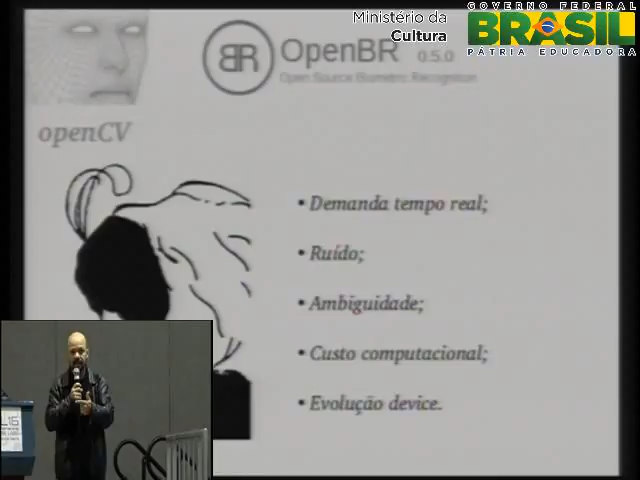 Ministério da
Cultura
GOVERNO FEDERAL
BRASIL
PÁTRIA EDUCADORA
BR OpenBR 0.5.0
Open Source Biometric Recognition
openCV
• Demanda tempo real;
• Ruído;
• Ambiguidade;
• Custo computacional;
• Evolução device.